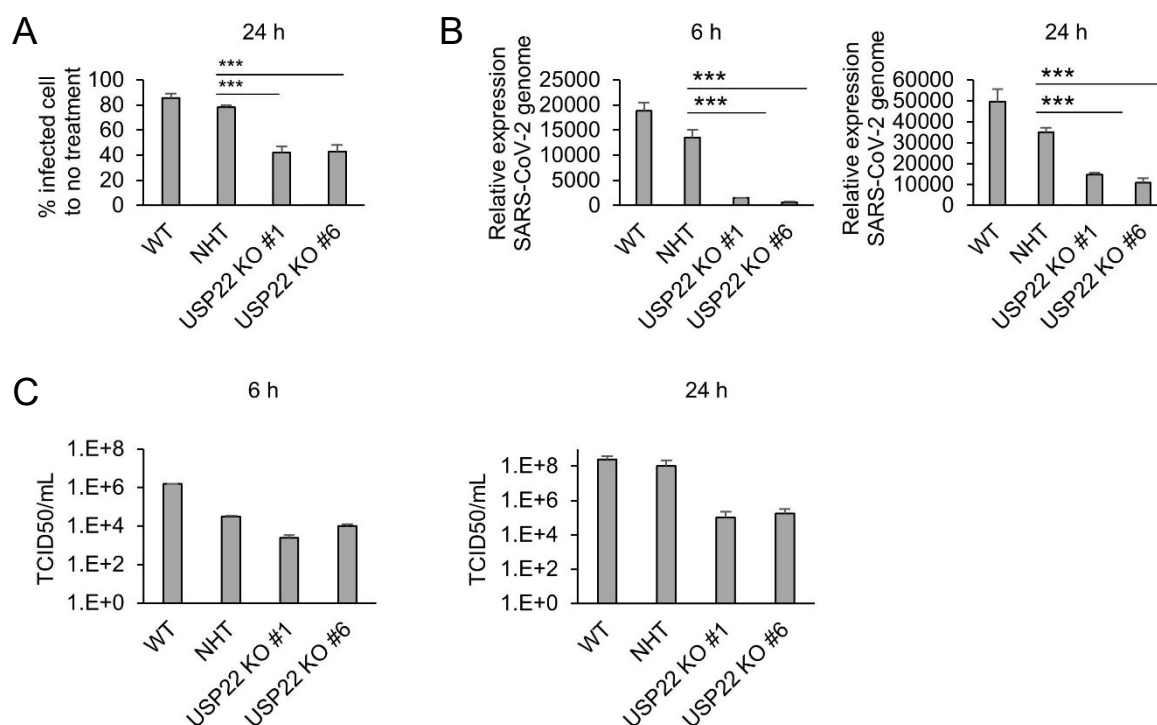 A
24 h
% infected cell
to no treatment
100
80
60
40
20
0
***
***
WT
NHT
USP22 KO #1
USP22 KO #6
B
6 h
Relative expression
SARS-CoV-2 genome
25000
20000
15000
10000
5000
0
***
***
WT
NHT
USP22 KO #1
USP22 KO #6
24 h
Relative expression
SARS-CoV-2 genome
60000
50000
40000
30000
20000
10000
0
***
***
WT
NHT
USP22 KO #1
USP22 KO #6
C
6 h
TCID50/mL
1.E+8
1.E+6
1.E+4
1.E+2
1.E+0
WT
NHT
USP22 KO #1
USP22 KO #6
24 h
TCID50/mL
1.E+8
1.E+6
1.E+4
1.E+2
1.E+0
WT
NHT
USP22 KO #1
USP22 KO #6